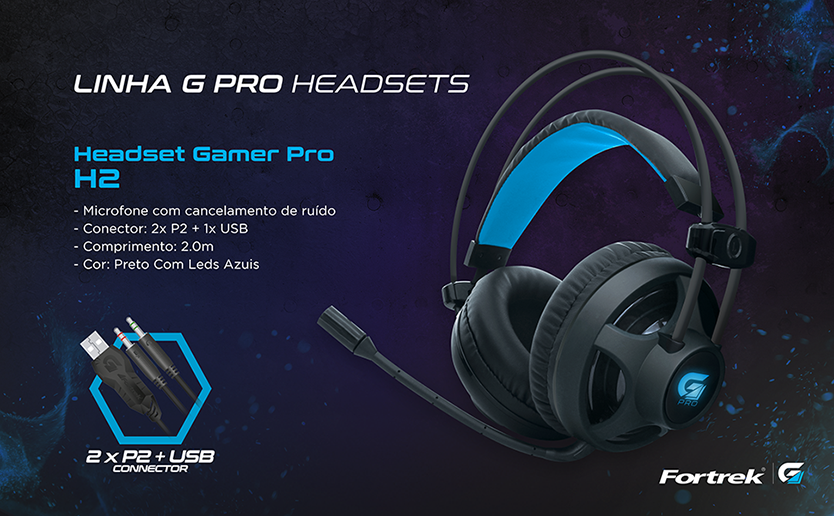 LINHA G PRO HEADSETS
Headset Gamer Pro
H2
- Microfone com cancelamento de ruído
- Conector: 2x P2 + 1x USB
- Comprimento: 2.0m
- Cor: Preto Com Leds Azuis
2 x P2 + USB
CONNECTOR
G
PRO
Fortrek® G